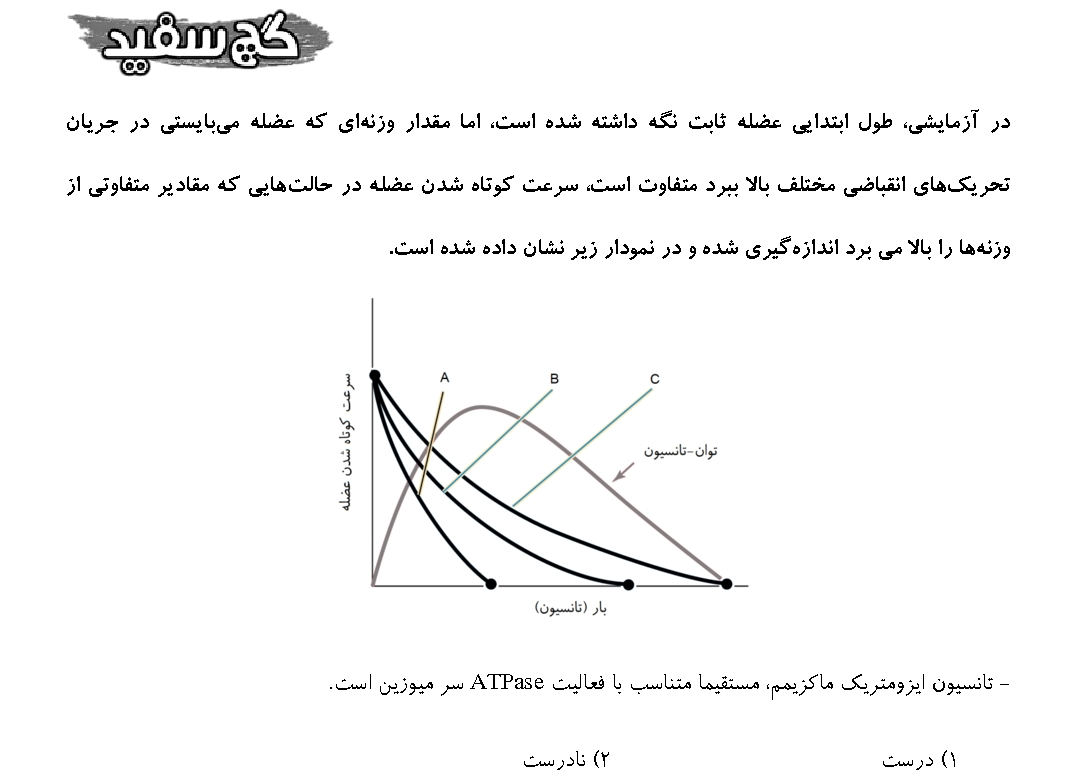 گچ سفید
در آزمایشی، طول ابتدایی عضله ثابت نگه داشته شده است، اما مقدار وزنه‌ای که عضله می‌بایستی در جریان
تحریک‌های انقباضی مختلف بالا ببرد متفاوت است، سرعت کوتاه شدن عضله در حالت‌هایی که مقادیر متفاوتی از
وزنه‌ها را بالا می برد اندازه‌گیری شده و در نمودار زیر نشان داده شده است.
A B C
توان-تانسیون
سرعت کوتاه شدن عضله
بار (تانسیون)
- تانسیون ایزومتریک ماکزیمم، مستقیما متناسب با فعالیت ATPase سر میوزین است.
۱) درست ۲) نادرست